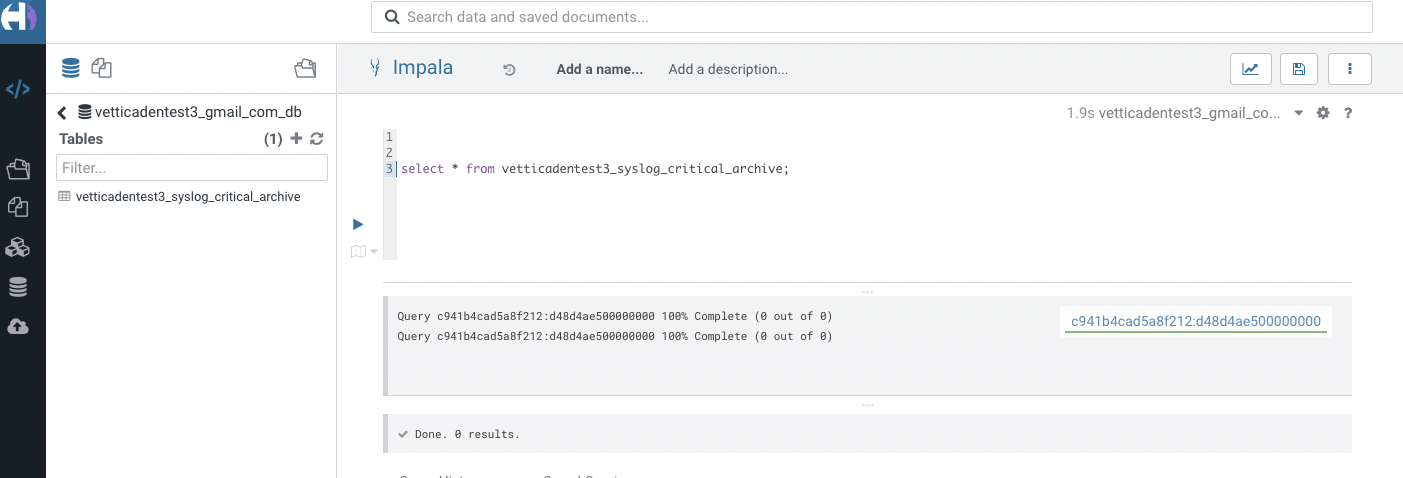 Search data and saved documents...
Impala
Add a name...
Add a description...
vetticadentest3_gmail_com_db
Tables
(1)
Filter...
vetticadentest3_syslog_critical_archive
1.9s vetticadentest3_gmail_co...
?
1
2
3 select * from vetticadentest3_syslog_critical_archive;
Query c941b4cad5a8f212:d48d4ae500000000 100% Complete (0 out of 0)
Query c941b4cad5a8f212:d48d4ae500000000 100% Complete (0 out of 0)
c941b4cad5a8f212:d48d4ae500000000
Done. 0 results.